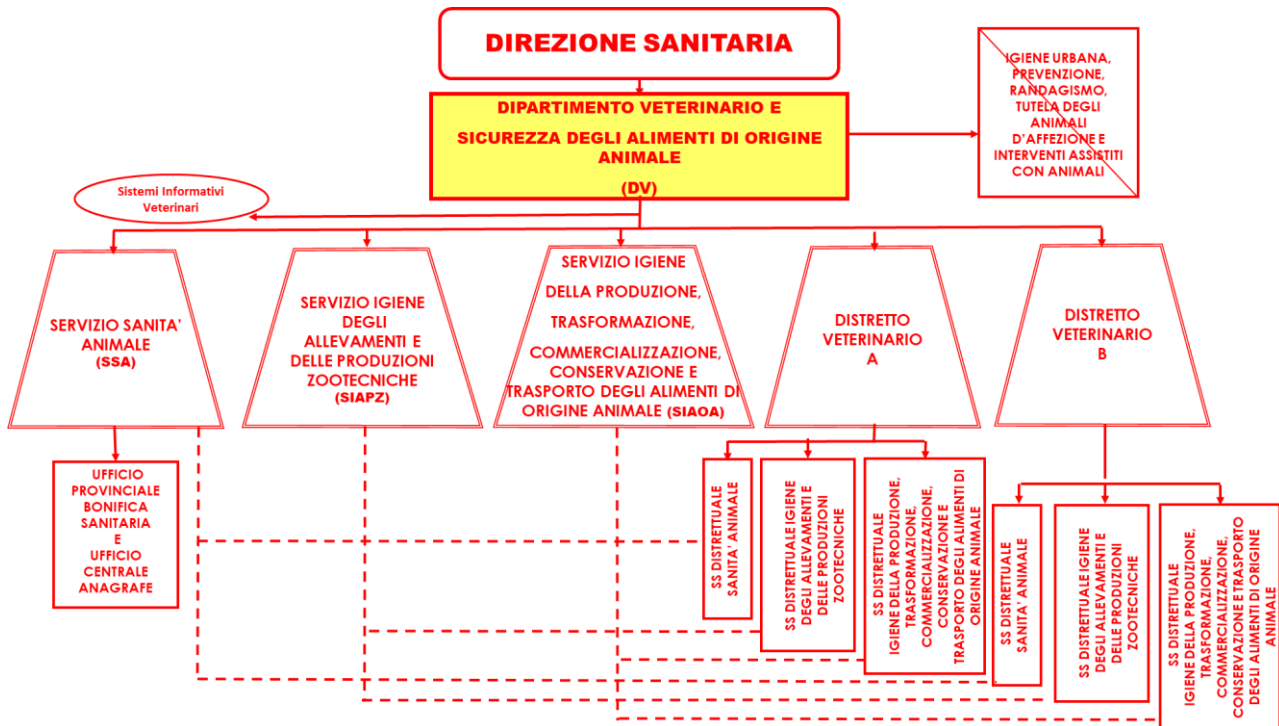 DIREZIONE SANITARIA
IGIENE URBANA,
PREVENZIONE,
RANDAGISMO,
TUTELA DEGLI
ANIMALI
D'AFFEZIONE E
INTERVENTI ASSISTITI
CON ANIMALI
DIPARTIMENTO VETERINARIO E
SICUREZZA DEGLI ALIMENTI DI ORIGINE
ANIMALE
(DV)
Sistemi Informativi
Veterinari
SERVIZIO SANITA'
ANIMALE
(SSA)
SERVIZIO IGIENE
DEGLI
ALLEVAMENTI E
DELLE PRODUZIONI
ZOOTECNICHE
(SIAPZ)
SERVIZIO IGIENE
DELLA PRODUZIONE,
TRASFORMAZIONE,
COMMERCIALIZZAZIONE,
CONSERVAZIONE E
TRASPORTO DEGLI ALIMENTI DI
ORIGINE ANIMALE (SIAOA)
DISTRETTO
VETERINARIO
A
DISTRETTO
VETERINARIO
B
UFFICIO
PROVINCIALE
BONIFICA
SANITARIA
E
UFFICIO
CENTRALE
ANAGRAFE
SS DISTRETTUALE
SANITA' ANIMALE
SS DISTRETTUALE IGIENE
DEGLI ALLEVAMENTI E
DELLE PRODUZIONI
ZOOTECNICHE
SS DISTRETTUALE
IGIENE DELLA PRODUZIONE,
TRASFORMAZIONE,
COMMERCIALIZZAZIONE,
CONSERVAZIONE E
TRASPORTO DEGLI ALIMENTI DI
ORIGINE ANIMALE
SS DISTRETTUALE
SANITA' ANIMALE
SS DISTRETTUALE IGIENE
DEGLI ALLEVAMENTI E
DELLE PRODUZIONI
ZOOTECNICHE
SS DISTRETTUALE
IGIENE DELLA PRODUZIONE,
TRASFORMAZIONE,
COMMERCIALIZZAZIONE,
CONSERVAZIONE E TRASPORTO
DEGLI ALIMENTI DI ORIGINE
ANIMALE